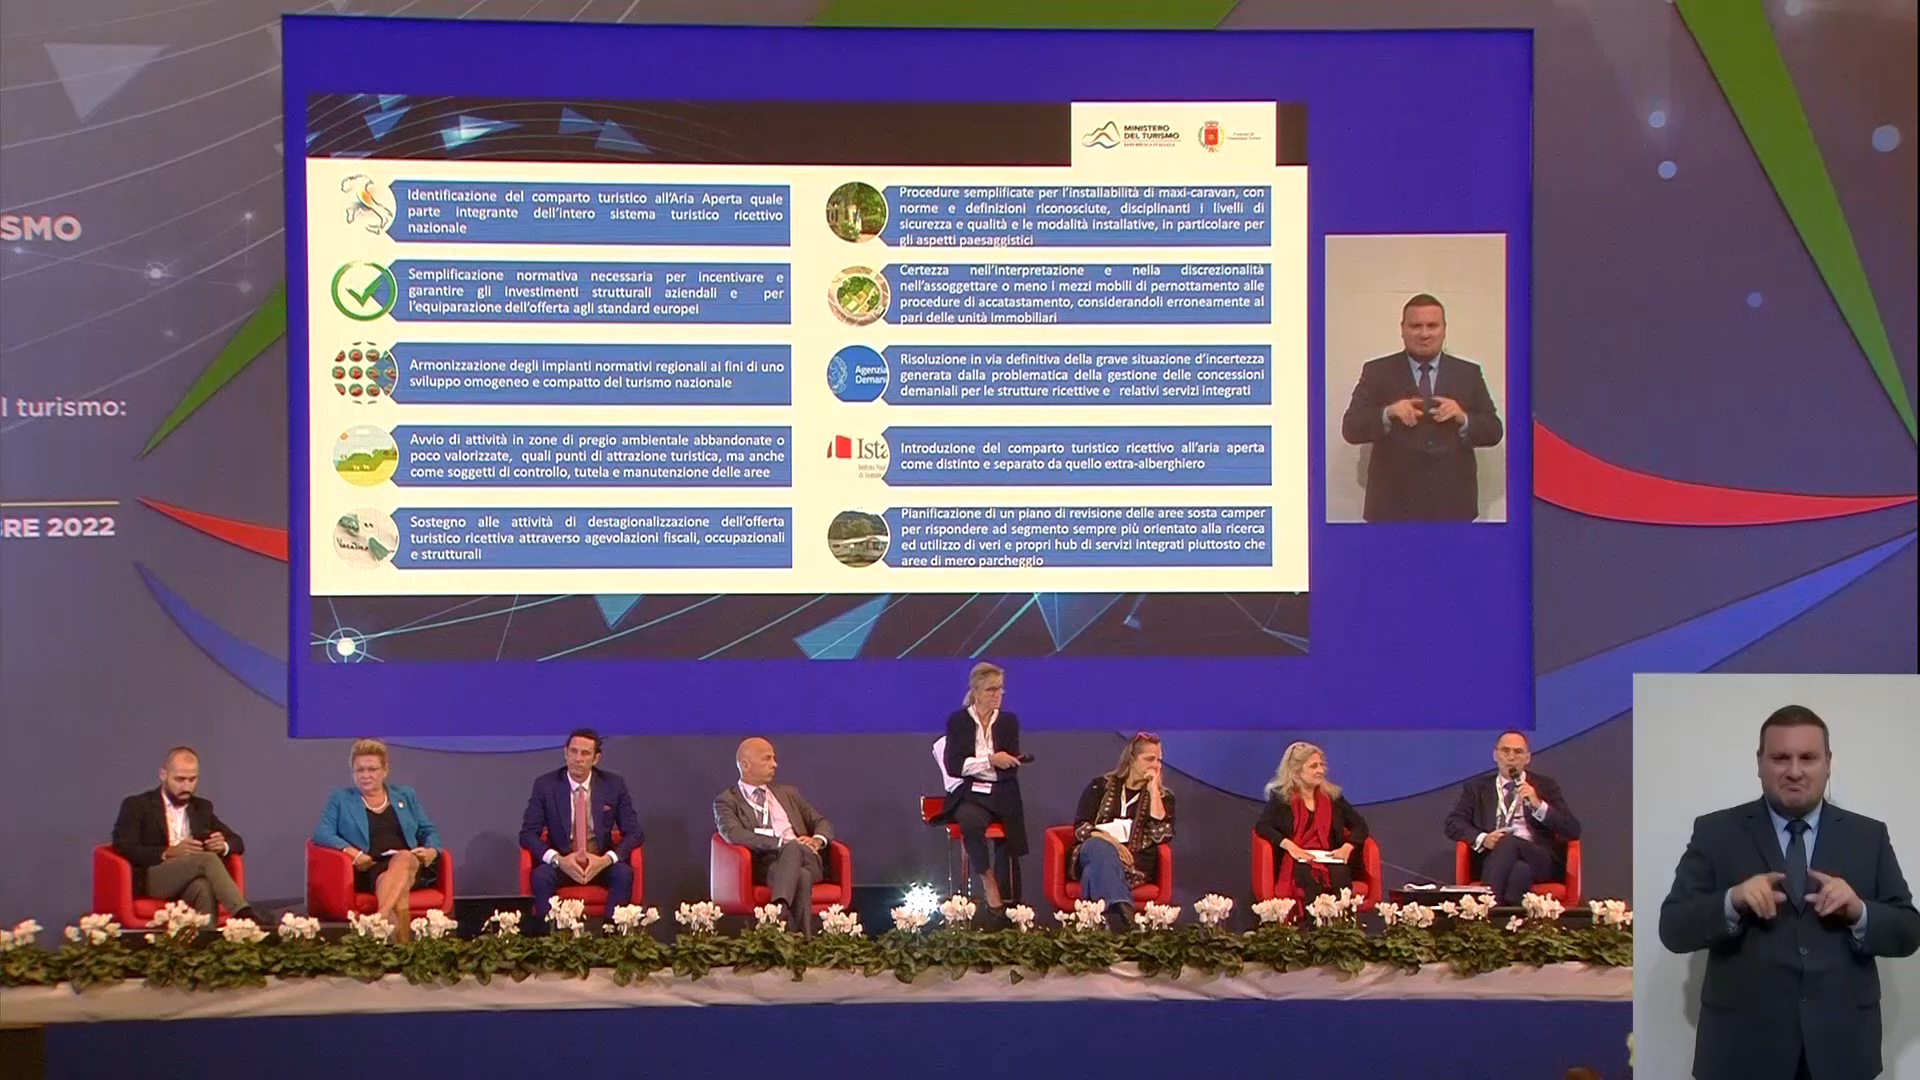 SMO
l turismo:
RE 2022
MINISTERO
DEL TURISMO
REPUBBLICA ITALIANA
Identificazione del comparto turistico all'Aria Aperta quale
parte integrante dell'intero sistema turistico ricettivo
nazionale
Semplificazione normativa necessaria per incentivare e
garantire gli investimenti strutturali aziendali e per
l'equiparazione dell'offerta agli standard europei
Armonizzazione degli impianti normativi regionali ai fini di uno
sviluppo omogeneo e compatto del turismo nazionale
Avvio di attività in zone di pregio ambientale abbandonate o
poco valorizzate, quali punti di attrazione turistica, ma anche
come soggetti di controllo, tutela e manutenzione delle aree
Sostegno alle attività di destagionalizzazione dell'offerta
turistico ricettiva attraverso agevolazioni fiscali, occupazionali
e strutturali
Procedure semplificate per l'installabilità di maxi-caravan, con
norme e definizioni riconosciute, disciplinanti i livelli di
sicurezza e qualità e le modalità installative, in particolare per
gli aspetti paesaggistici
Certezza nell'interpretazione e nella discrezionalità
nell'assoggettare o meno i mezzi mobili di pernottamento alle
procedure di accatastamento, considerandoli erroneamente al
pari delle unità immobiliari
Agenzia
Deman
Risoluzione in via definitiva della grave situazione d'incertezza
generata dalla problematica della gestione delle concessioni
demaniali per le strutture ricettive e relativi servizi integrati
Ista
Introduzione del comparto turistico ricettivo all'aria aperta
come distinto e separato da quello extra-alberghiero
Pianificazione di un piano di revisione delle aree sosta camper
per rispondere ad segmento sempre più orientato alla ricerca
ed utilizzo di veri e propri hub di servizi integrati piuttosto che
aree di mero parcheggio